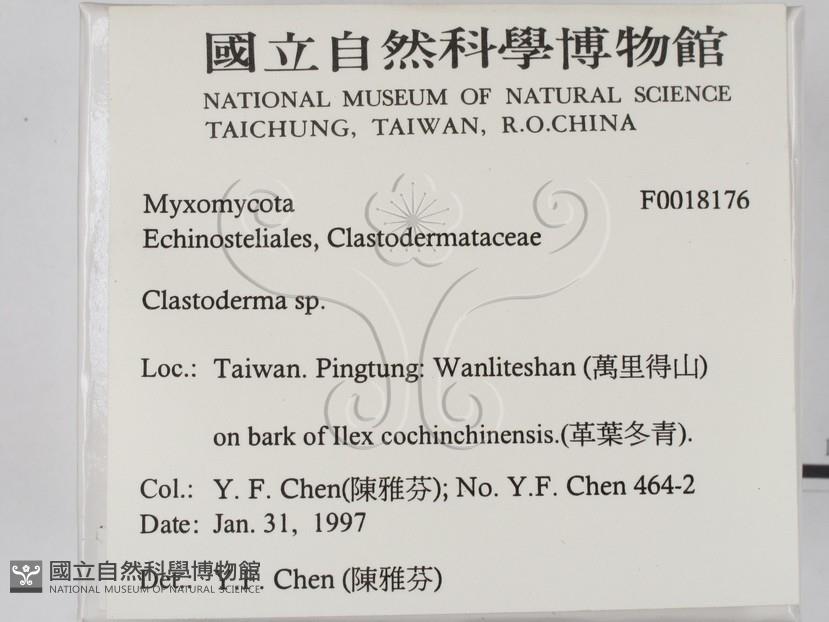 國立自然科學博物館
NATIONAL MUSEUM OF NATURAL SCIENCE
TAICHUNG, TAIWAN, R.O.CHINA
Myxomycota F0018176
Echinosteliales, Clastodermataceae
Clastoderma sp.
Loc.: Taiwan. Pingtung: Wanliteshan (萬里得山)
on bark of Ilex cochinchinensis.(革葉冬青).
Col.: Y. F. Chen(陳雅芬); No. Y.F. Chen 464-2
Date: Jan. 31, 1997
Det.: Y.F. Chen (陳雅芬)
國立自然科學博物館
NATIONAL MUSEUM OF NATURAL SCIENCE